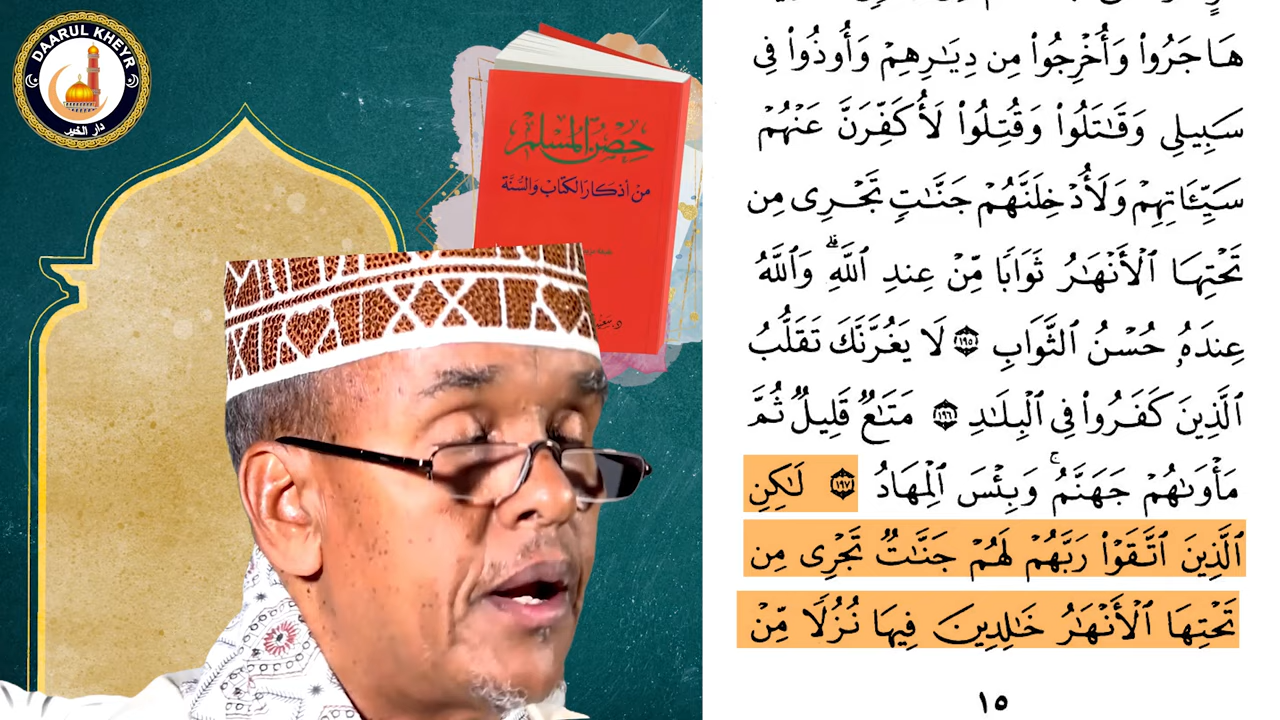 DAARUL KHEYR
دار الخير
حصن المسلم
من أذكار الكتاب والسنة
هَاجَرُوا۟ وَأُخْرِجُوا۟ مِن دِيَـٰرِهِمْ وَأُوذُوا۟ فِى
سَبِيلِى وَقَـٰتَلُوا۟ وَقُتِلُوا۟ لَأُكَفِّرَنَّ عَنْهُمْ
سَيِّـَٔاتِهِمْ وَلَأُدْخِلَنَّهُمْ جَنَّـٰتٍ تَجْرِى مِن
تَحْتِهَا ٱلْأَنْهَـٰرُ ثَوَابًا مِّنْ عِندِ ٱللَّهِ ۗ وَٱللَّهُ
عِندَهُۥ حُسْنُ ٱلثَّوَابِ ١٩٥ لَا يَغُرَّنَّكَ تَقَلُّبُ
ٱلَّذِينَ كَفَرُوا۟ فِى ٱلْبِلَـٰدِ ١٩٦ مَتَـٰعٌ قَلِيلٌ ثُمَّ
مَأْوَىٰهُمْ جَهَنَّمُ ۚ وَبِئْسَ ٱلْمِهَادُ ١٩٧ لَـٰكِنِ
ٱلَّذِينَ ٱتَّقَوْا۟ رَبَّهُمْ لَهُمْ جَنَّـٰتٌ تَجْرِى مِن
تَحْتِهَا ٱلْأَنْهَـٰرُ خَـٰلِدِينَ فِيهَا نُزُلًا مِّنْ
١٥